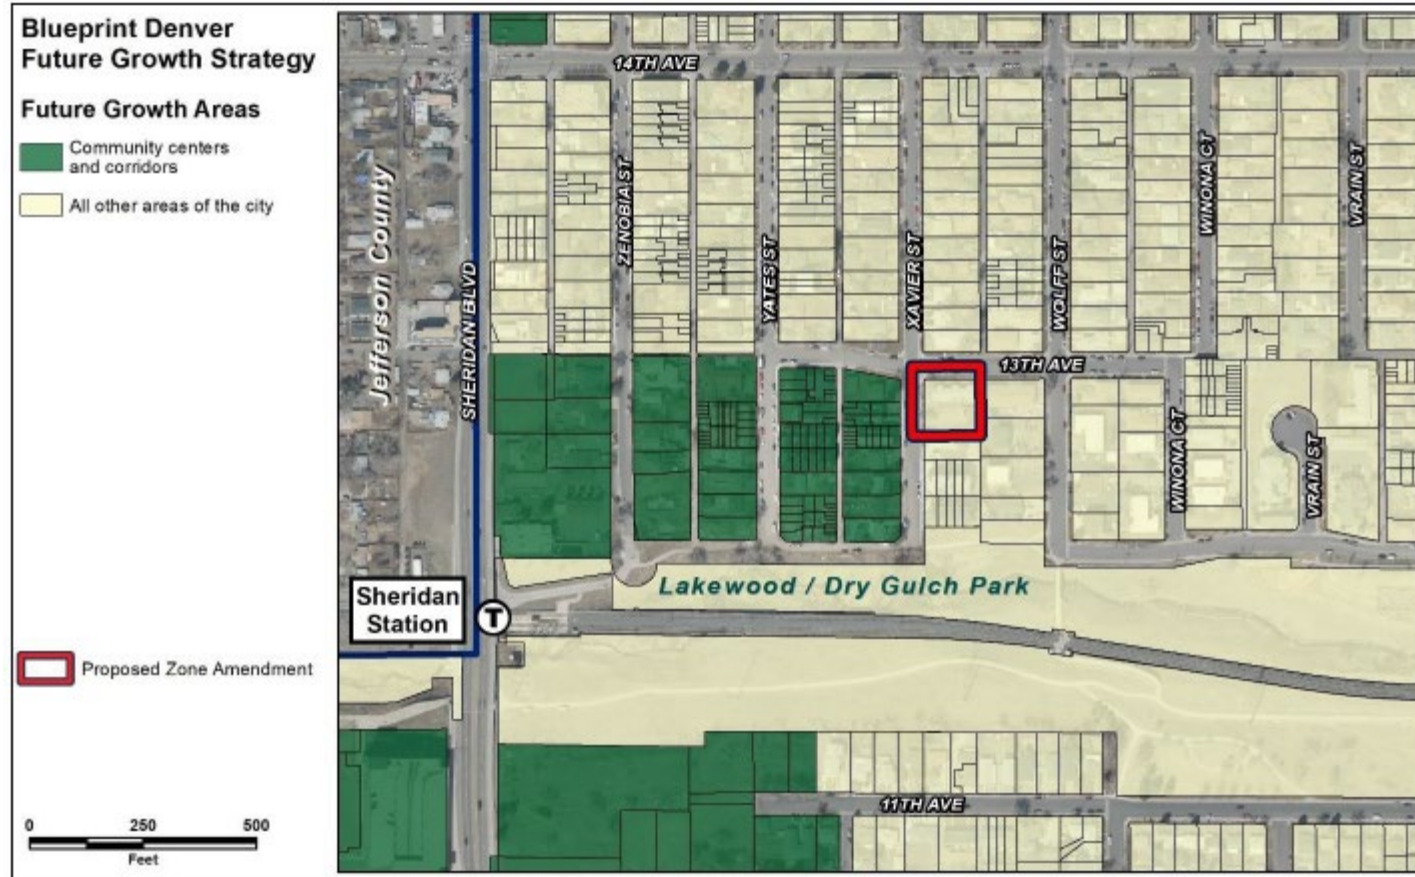 Blueprint Denver
Future Growth Strategy
Future Growth Areas
Community centers
and corridors
All other areas of the city
Proposed Zone Amendment
0 250 500
Feet
14TH AVE
Jefferson County
SHERIDAN BLVD
ZENOBIA ST
YATES ST
XAVIER ST
WOLFF ST
WINONA CT
VRAIN ST
13TH AVE
WINONA CT
VRAIN ST
Lakewood / Dry Gulch Park
Sheridan
Station
T
11TH AVE